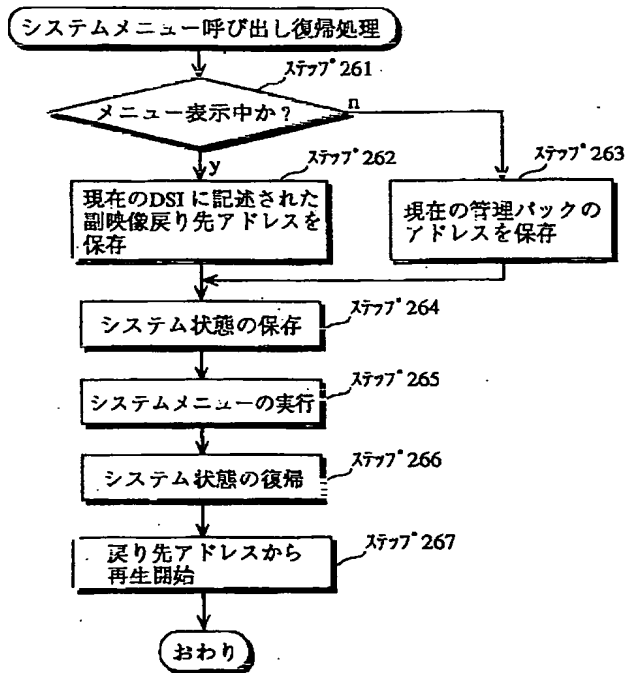 システムメニュー呼び出し復帰処理
ステップ261
メニュー表示中か?
n
y
ステップ262
ステップ263
現在のDSIに記述された
副映像戻り先アドレスを
保存
現在の管理パックの
アドレスを保存
ステップ264
システム状態の保存
ステップ265
システムメニューの実行
ステップ266
システム状態の復帰
ステップ267
戻り先アドレスから
再生開始
おわり